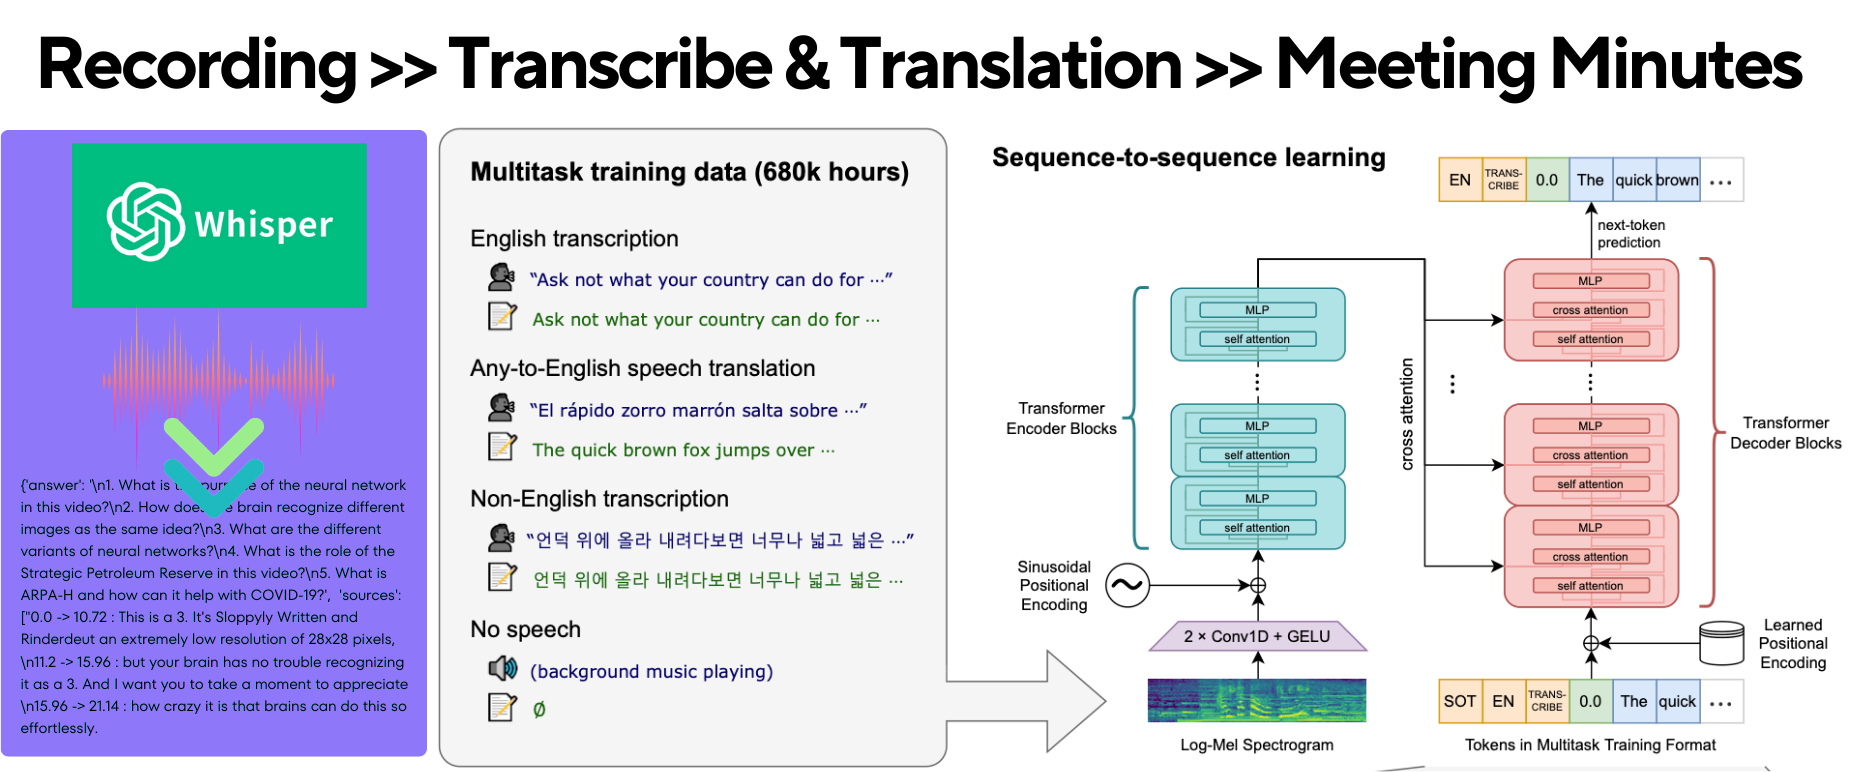 Recording >> Transcribe & Translation >> Meeting Minutes
Whisper
{'answer': '\n1. What is the purpose of the neural network
in this video?\n2. How does the brain recognize different
images as the same idea?\n3. What are the different
variants of neural networks?\n4. What is the role of the
Strategic Petroleum Reserve in this video?\n5. What is
ARPA-H and how can it help with COVID-19?', 'sources':
["0.0 -> 10.72 : This is a 3. It's Sloppyly Written and
Rinderdeut an extremely low resolution of 28x28 pixels,
\n11.2 -> 15.96 : but your brain has no trouble recognizing
it as a 3. And I want you to take a moment to appreciate
\n15.96 -> 21.14 : how crazy it is that brains can do this so
effortlessly.
Multitask training data (680k hours)
English transcription
“Ask not what your country can do for ⋯”
Ask not what your country can do for ⋯
Any-to-English speech translation
“El rápido zorro marrón salta sobre ⋯”
The quick brown fox jumps over ⋯
Non-English transcription
“언덕 위에 올라 내려다보면 너무나 넓고 넓은 ⋯”
언덕 위에 올라 내려다보면 너무나 넓고 넓은 ⋯
No speech
(background music playing)
Ø
Sequence-to-sequence learning
EN TRANS-CRIBE 0.0 The quick brown ⋯
next-token
prediction
MLP
self attention
MLP
self attention
MLP
self attention
Transformer
Encoder Blocks
Sinusoidal
Positional
Encoding
2 × Conv1D + GELU
Log-Mel Spectrogram
cross attention
MLP
cross attention
self attention
MLP
cross attention
self attention
MLP
cross attention
self attention
Transformer
Decoder Blocks
Learned
Positional
Encoding
SOT EN TRANS-CRIBE 0.0 The quick ⋯
Tokens in Multitask Training Format